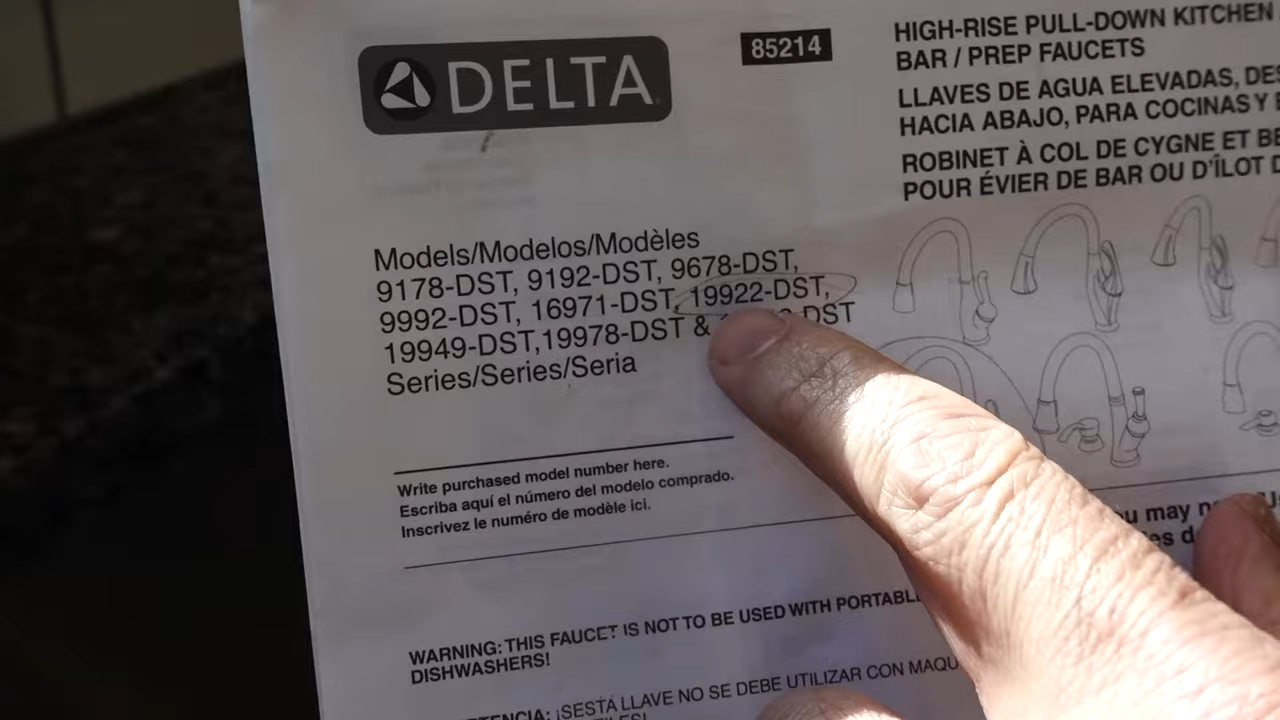 DELTA
85214
HIGH-RISE PULL-DOWN KITCHEN
BAR / PREP FAUCETS
LLAVES DE AGUA ELEVADAS,
HACIA ABAJO, PARA COCINAS Y
ROBINET À COL DE CYGNE ET
POUR ÉVIER DE BAR OU D'ÎLOT
Models/Modelos/Modèles
9178-DST, 9192-DST, 9678-DST,
9992-DST, 16971-DST, 19922-DST,
19949-DST,19978-DST & DST
Series/Series/Seria
Write purchased model number here.
Escriba aquí el número del modelo comprado.
Inscrivez le numéro de modèle ici.
may
WARNING: THIS FAUCET IS NOT TO BE USED WITH PORTABL
DISHWASHERS!
¡SESTA LLAVE NO SE DEBE UTILIZAR CON